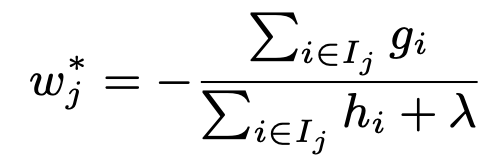 w_j^* = -\frac{\sum_{i \in I_j} g_i}{\sum_{i \in I_j} h_i + \lambda}